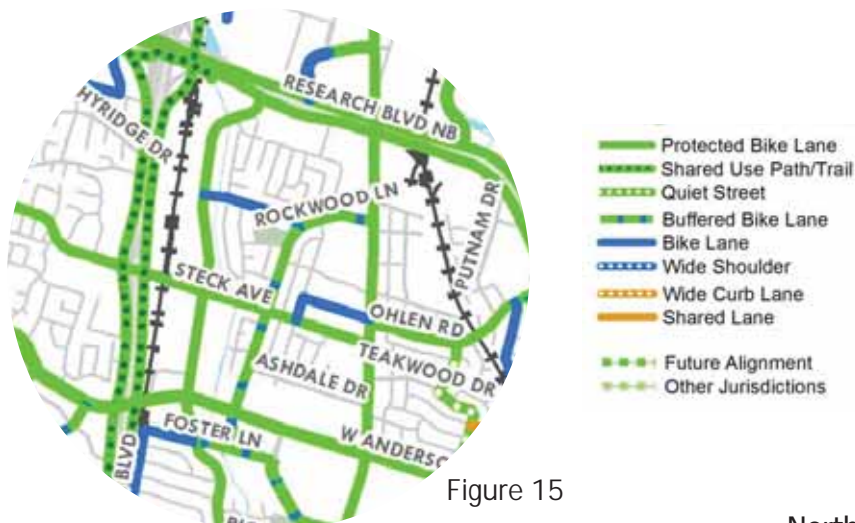 RESEARCH BLVD NB
HYRIDGE DR
ROCKWOOD LN
PUTNAM DR
STECK AVE
OHLEN RD
TEAKWOOD DR
ASHDALE DR
FOSTER LN
W ANDERSO
BLVD
Figure 15
Protected Bike Lane
Shared Use Path/Trail
Quiet Street
Buffered Bike Lane
Bike Lane
Wide Shoulder
Wide Curb Lane
Shared Lane
Future Alignment
Other Jurisdictions